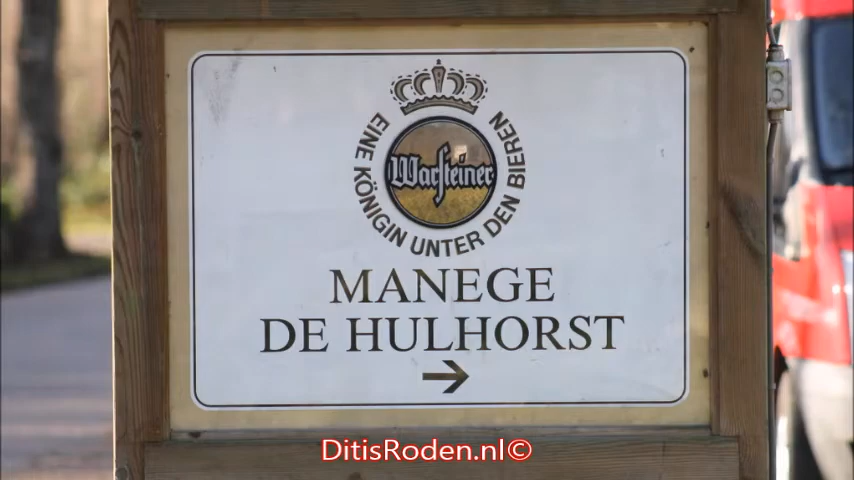 EINE KÖNIGIN UNTER DEN BIEREN
Warsteiner
MANEGE
DE HULHORST
DitisRoden.nl©